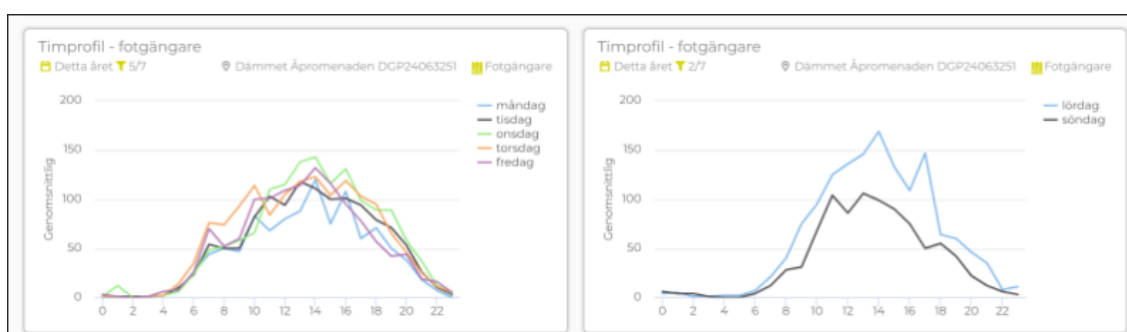 Timprofil - fotgängare
Detta året 5/7 Dämmet Åpromenaden DGP24063251 Fotgängare
200
150
100
50
0
Genomsnittlig
0 2 4 6 8 10 12 14 16 18 20 22
måndag
tisdag
onsdag
torsdag
fredag
Timprofil - fotgängare
Detta året 2/7 Dämmet Åpromenaden DGP24063251 Fotgängare
200
150
100
50
0
Genomsnittlig
0 2 4 6 8 10 12 14 16 18 20 22
lördag
söndag